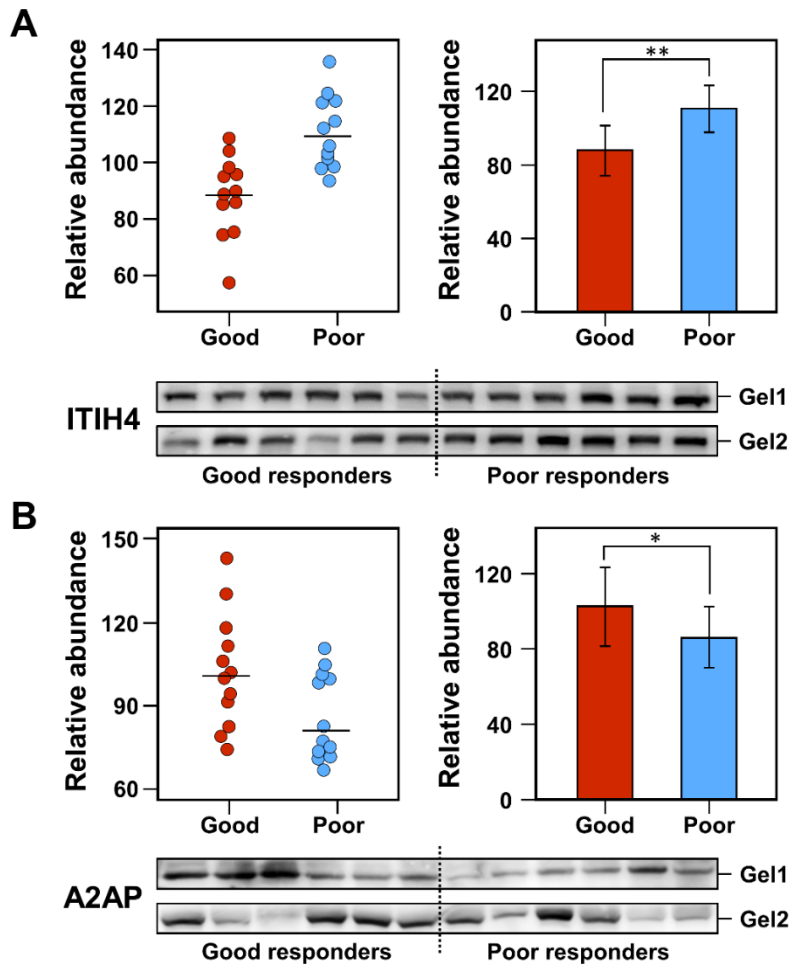 A
Relative abundance
140
120
100
80
60
Good Poor
Relative abundance
120
80
40
0
**
Good Poor
ITIH4
Gel1
Gel2
Good responders Poor responders
B
Relative abundance
150
120
90
60
Good Poor
Relative abundance
120
80
40
0
*
Good Poor
A2AP
Gel1
Gel2
Good responders Poor responders